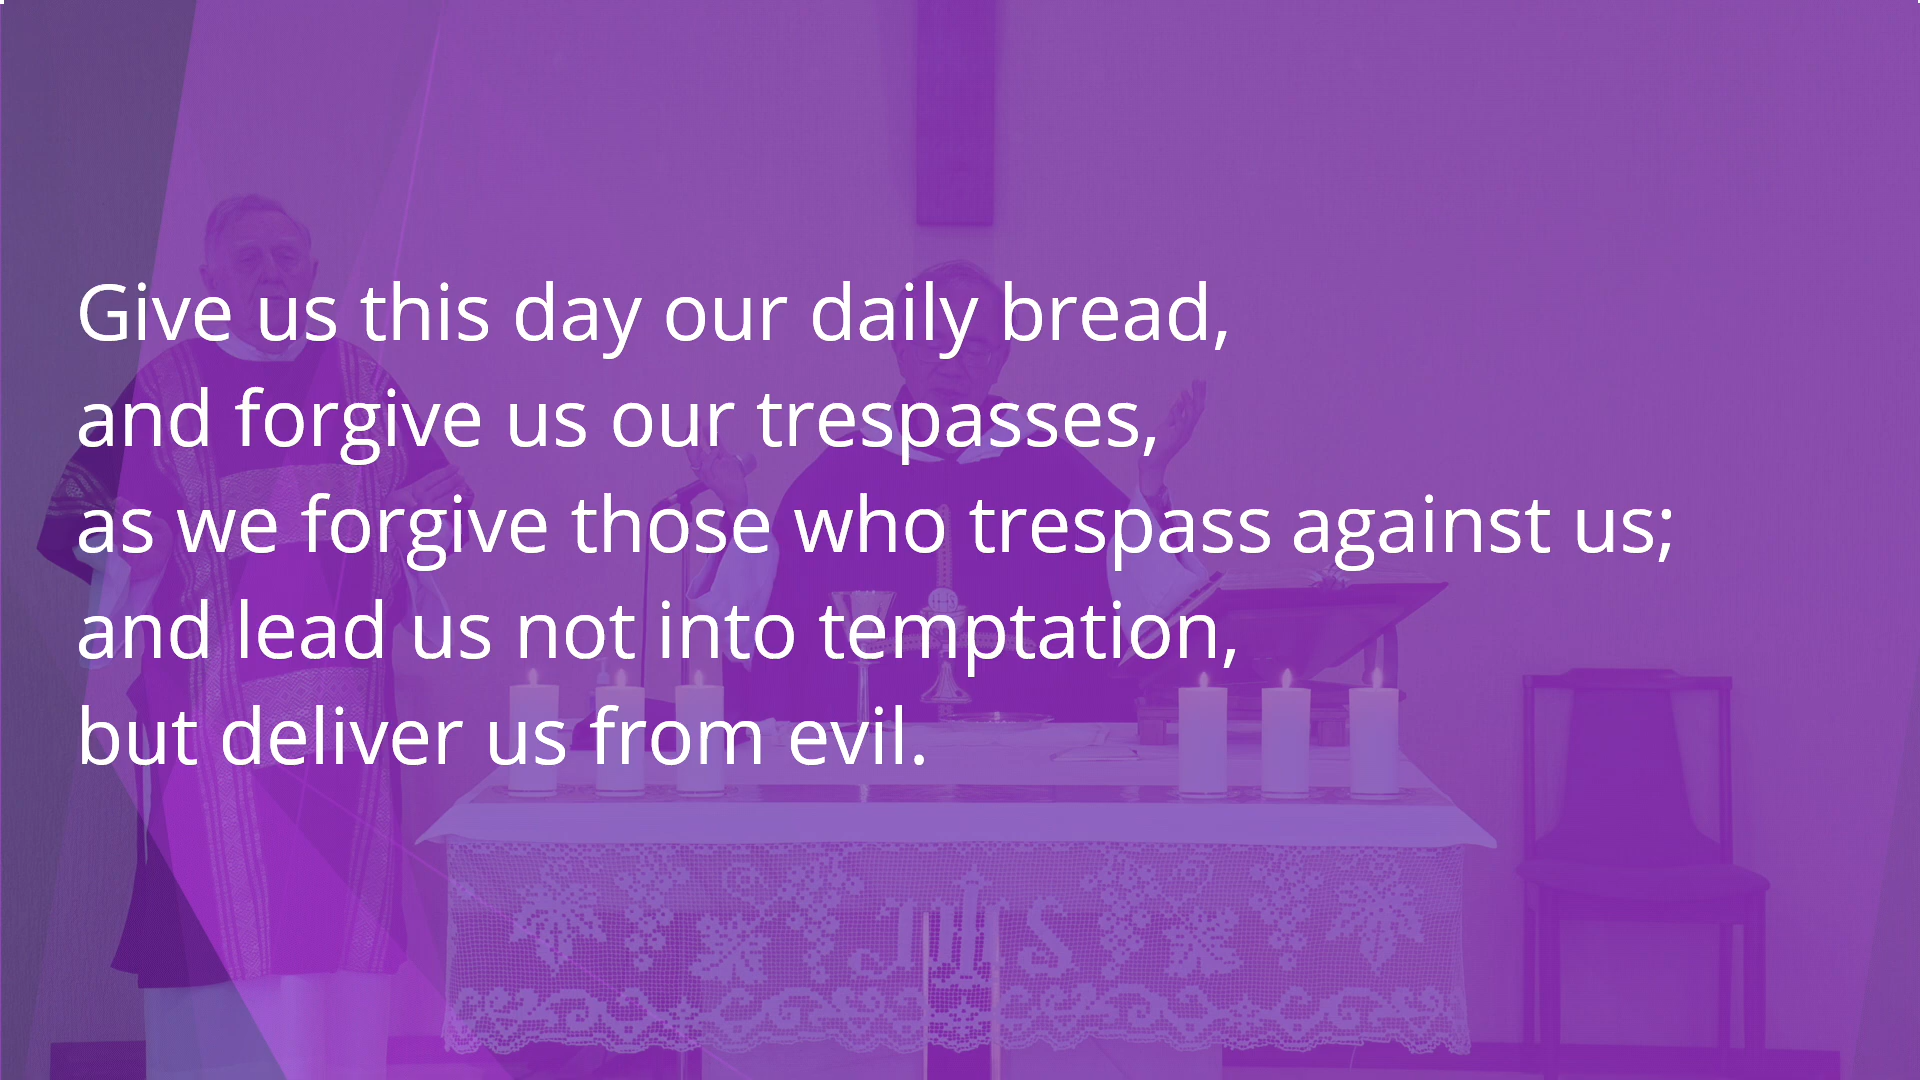 Give us this day our daily bread,
and forgive us our trespasses,
as we forgive those who trespass against us;
and lead us not into temptation,
but deliver us from evil.
IHS